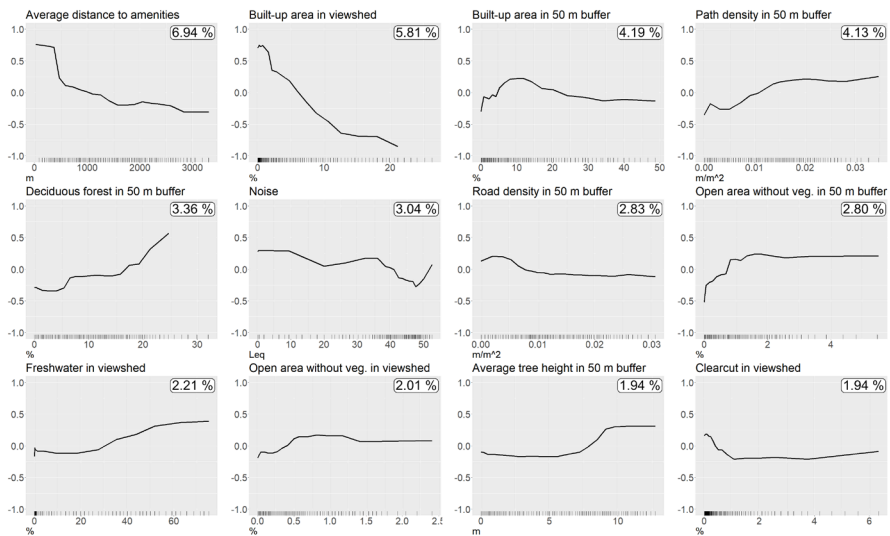 Average distance to amenities
6.94 %
1.0
0.5
0.0
-0.5
-1.0
0 1000 2000 3000
m
Built-up area in viewshed
5.81 %
1.0
0.5
0.0
-0.5
-1.0
0 10 20
%
Built-up area in 50 m buffer
4.19 %
1.0
0.5
0.0
-0.5
-1.0
0 10 20 30 40 50
%
Path density in 50 m buffer
4.13 %
1.0
0.5
0.0
-0.5
-1.0
0.00 0.01 0.02 0.03
m/m^2
Deciduous forest in 50 m buffer
3.36 %
1.0
0.5
0.0
-0.5
-1.0
0 10 20 30
%
Noise
3.04 %
1.0
0.5
0.0
-0.5
-1.0
0 10 20 30 40 50
Leq
Road density in 50 m buffer
2.83 %
1.0
0.5
0.0
-0.5
-1.0
0.00 0.01 0.02 0.03
m/m^2
Open area without veg. in 50 m buffer
2.80 %
1.0
0.5
0.0
-0.5
-1.0
0 2 4
%
Freshwater in viewshed
2.21 %
1.0
0.5
0.0
-0.5
-1.0
0 20 40 60
%
Open area without veg. in viewshed
2.01 %
1.0
0.5
0.0
-0.5
-1.0
0.0 0.5 1.0 1.5 2.0 2.5
%
Average tree height in 50 m buffer
1.94 %
1.0
0.5
0.0
-0.5
-1.0
0 5 10
m
Clearcut in viewshed
1.94 %
1.0
0.5
0.0
-0.5
-1.0
0 2 4 6
%